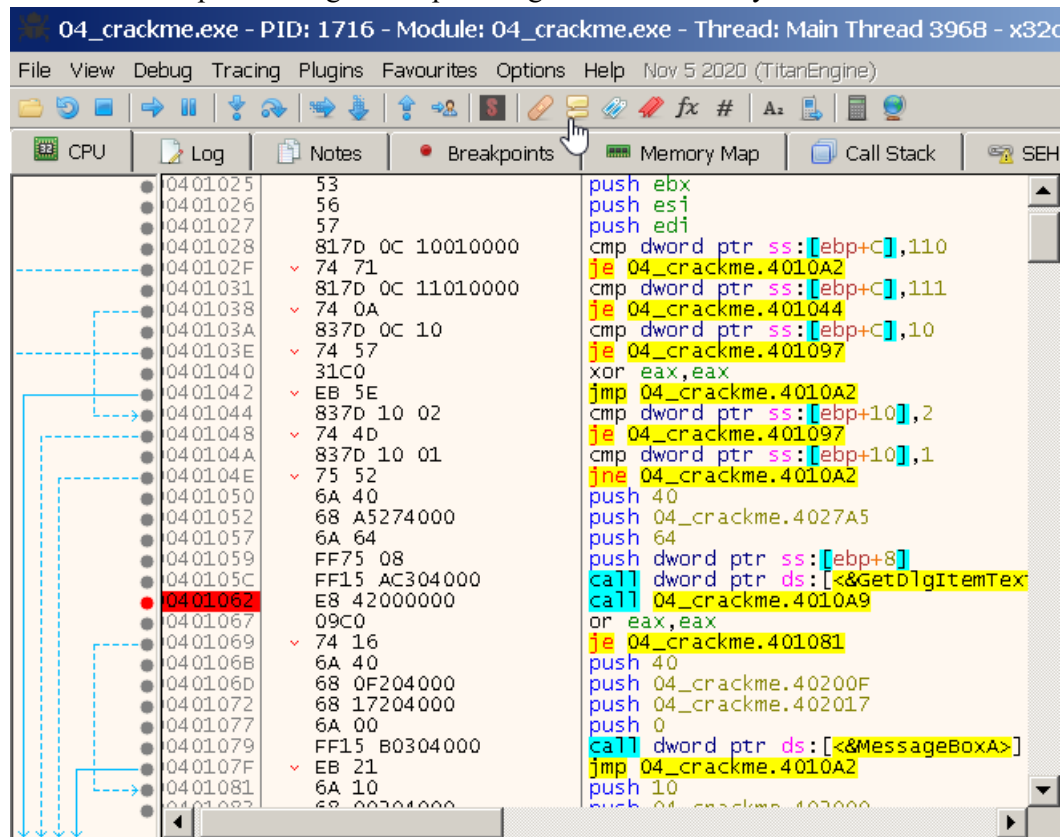 04_crackme.exe - PID: 1716 - Module: 04_crackme.exe - Thread: Main Thread 3968 - x32
File View Debug Tracing Plugins Favourites Options Help Nov 5 2020 (TitanEngine)
CPU Log Notes Breakpoints Memory Map Call Stack SEH
00401025 53 push ebx
00401026 56 push esi
00401027 57 push edi
00401028 817D 0C 10010000 cmp dword ptr ss:[ebp+C],110
0040102F 74 71 je 04_crackme.4010A2
00401031 817D 0C 11010000 cmp dword ptr ss:[ebp+C],111
00401038 74 0A je 04_crackme.401044
0040103A 837D 0C 10 cmp dword ptr ss:[ebp+C],10
0040103E 74 57 je 04_crackme.401097
00401040 31C0 xor eax,eax
00401042 EB 5E jmp 04_crackme.4010A2
00401044 837D 10 02 cmp dword ptr ss:[ebp+10],2
00401048 74 4D je 04_crackme.401097
0040104A 837D 10 01 cmp dword ptr ss:[ebp+10],1
0040104E 75 52 jne 04_crackme.4010A2
00401050 6A 40 push 40
00401052 68 A5274000 push 04_crackme.4027A5
00401057 6A 64 push 64
00401059 FF75 08 push dword ptr ss:[ebp+8]
0040105C FF15 AC304000 call dword ptr ds:[<&GetDlgItemTex
00401062 E8 42000000 call 04_crackme.4010A9
00401067 09C0 or eax,eax
00401069 74 16 je 04_crackme.401081
0040106B 6A 40 push 40
0040106D 68 0F204000 push 04_crackme.40200F
00401072 68 17204000 push 04_crackme.402017
00401077 6A 00 push 0
00401079 FF15 B0304000 call dword ptr ds:[<&MessageBoxA>]
0040107F EB 21 jmp 04_crackme.4010A2
00401081 6A 10 push 10